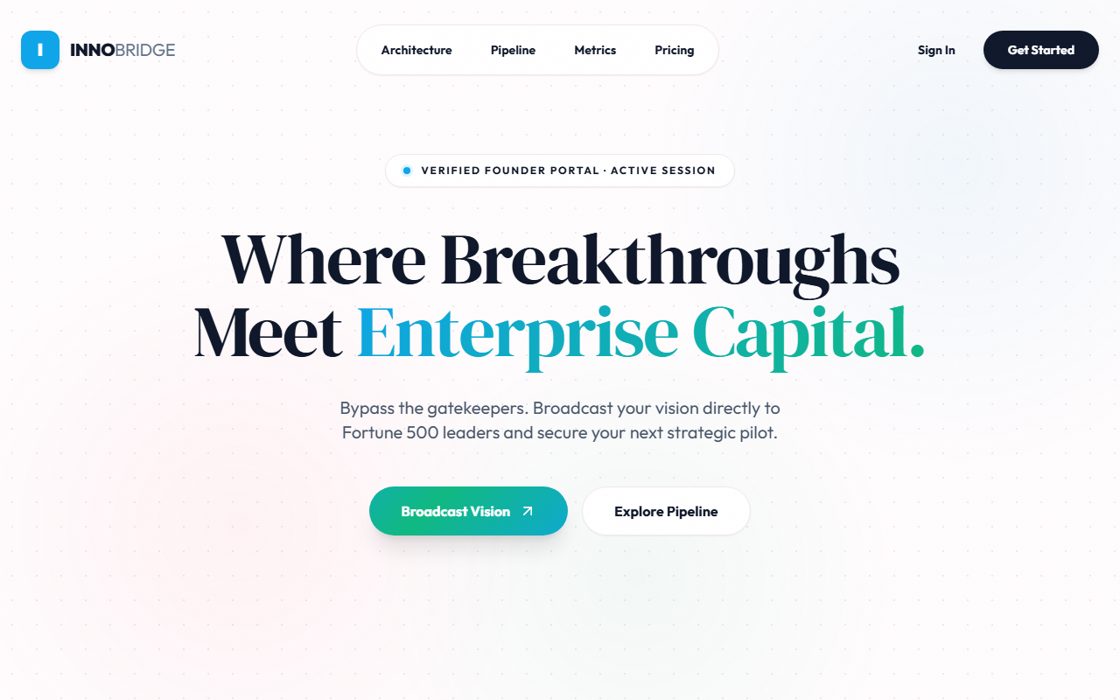 I INNOBRIDGE
Architecture Pipeline Metrics Pricing
Sign In Get Started
VERIFIED FOUNDER PORTAL · ACTIVE SESSION
Where Breakthroughs
Meet Enterprise Capital.
Bypass the gatekeepers. Broadcast your vision directly to
Fortune 500 leaders and secure your next strategic pilot.
Broadcast Vision
Explore Pipeline